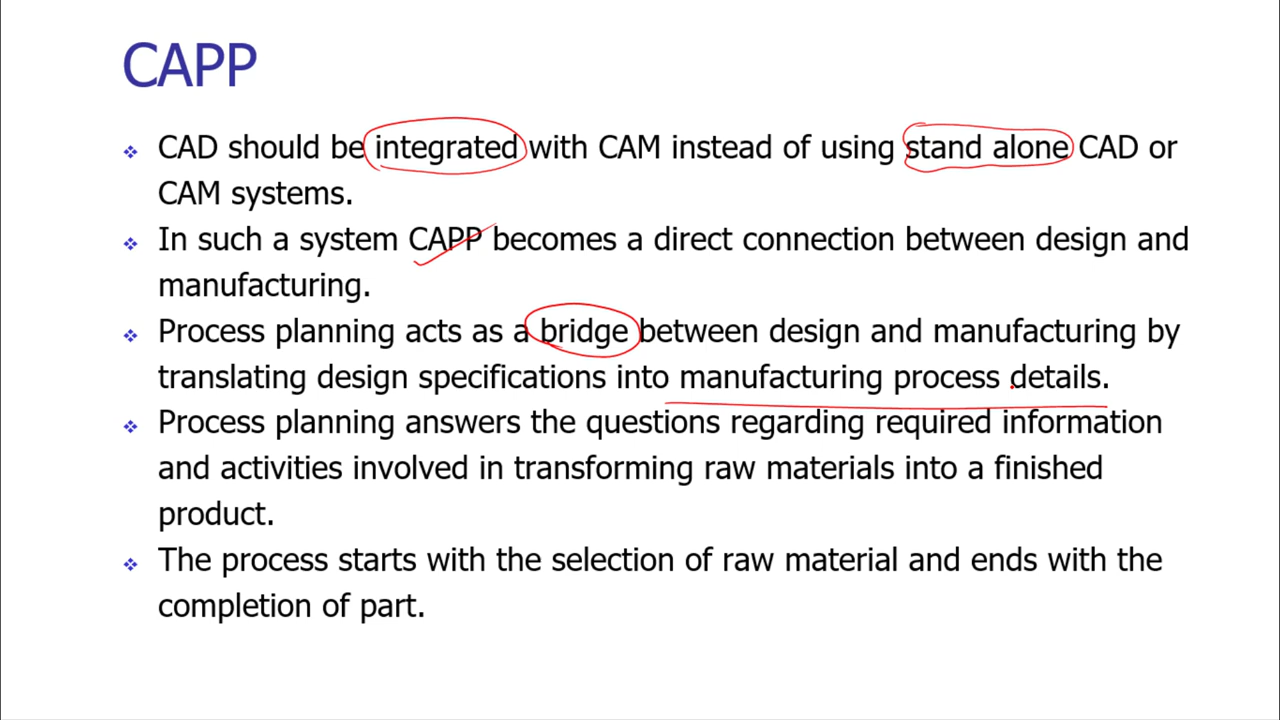 CAPP
CAD should be integrated with CAM instead of using stand alone CAD or
CAM systems.
In such a system CAPP becomes a direct connection between design and
manufacturing.
Process planning acts as a bridge between design and manufacturing by
translating design specifications into manufacturing process details.
Process planning answers the questions regarding required information
and activities involved in transforming raw materials into a finished
product.
The process starts with the selection of raw material and ends with the
completion of part.